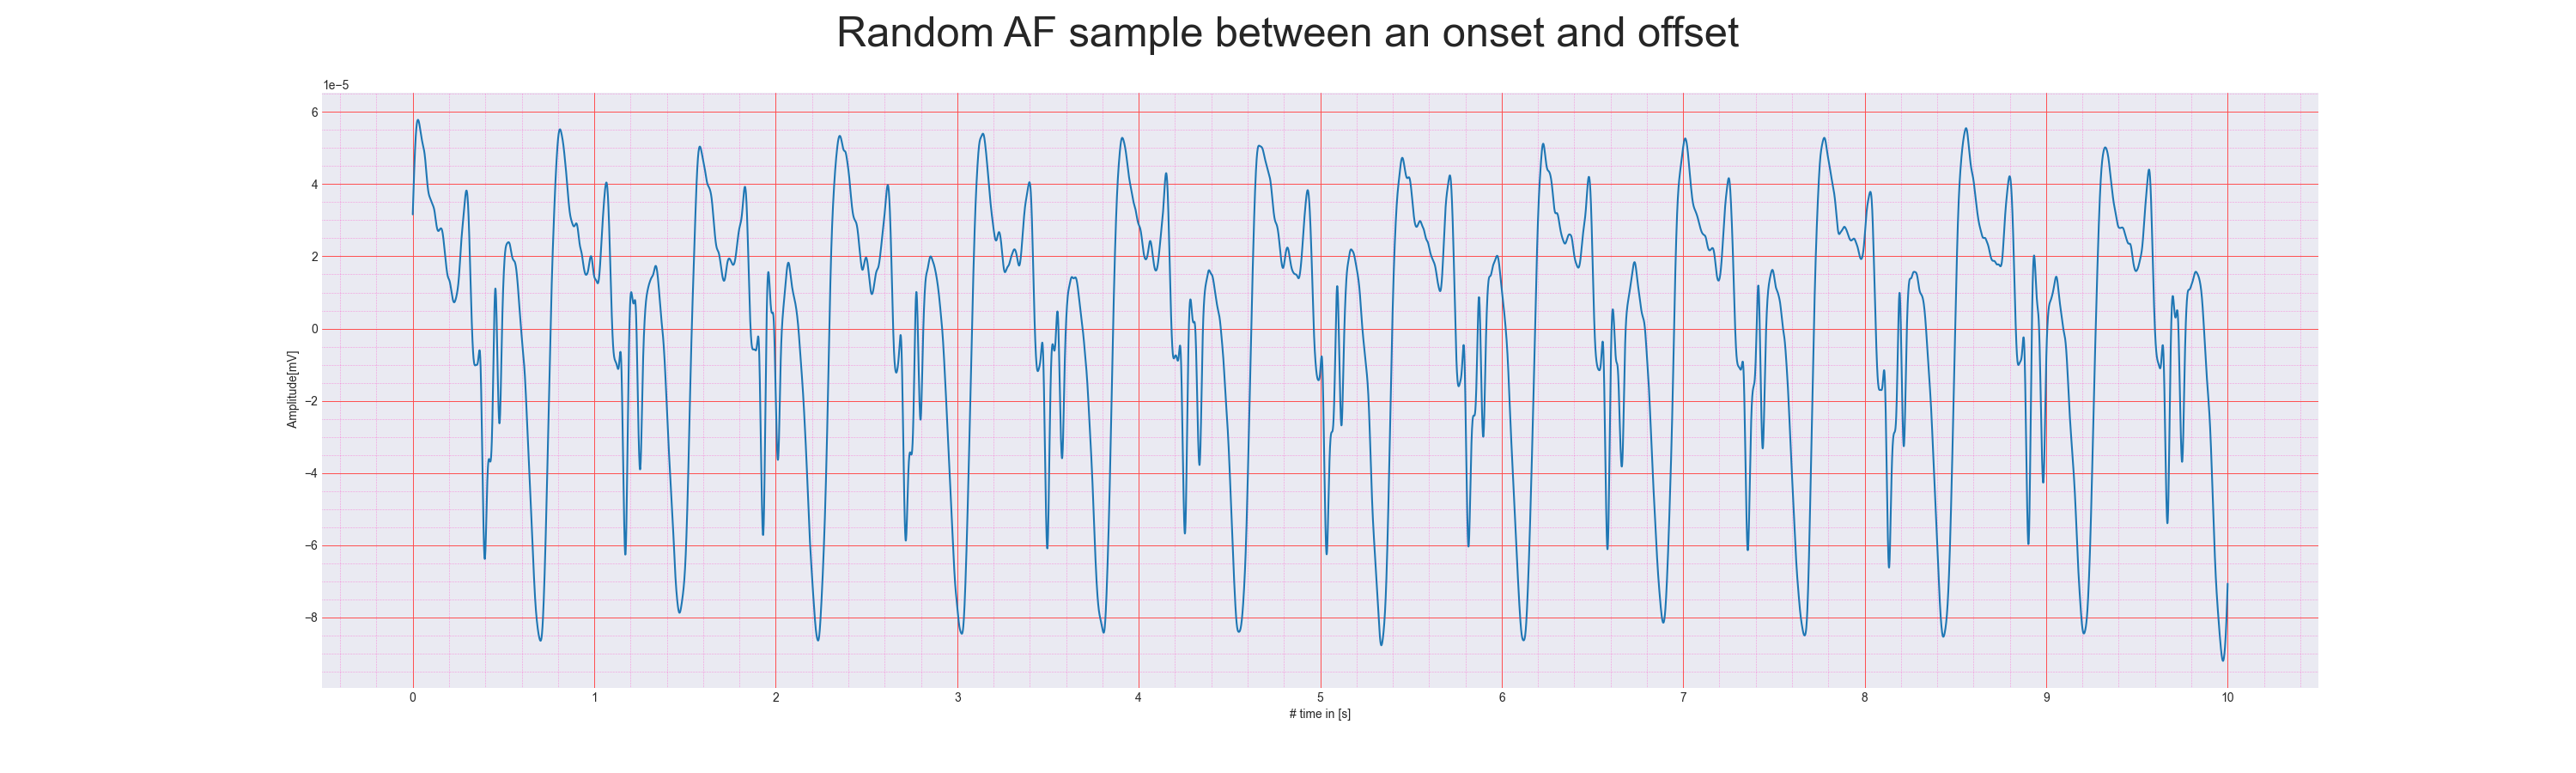 Random AF sample between an onset and offset
1e−5
6
4
2
0
−2
−4
−6
−8
Amplitude[mV]
0 1 2 3 4 5 6 7 8 9 10
# time in [s]